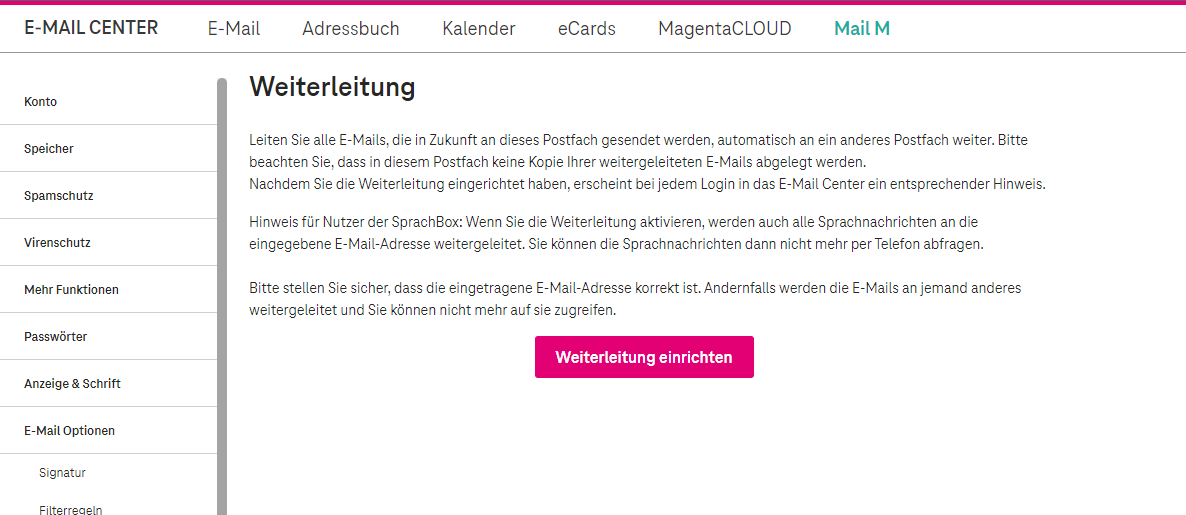 E-MAIL CENTER E-Mail Adressbuch Kalender eCards MagentaCLOUD Mail M
Konto
Speicher
Spamschutz
Virenschutz
Mehr Funktionen
Passwörter
Anzeige & Schrift
E-Mail Optionen
Signatur
Filterregeln
Weiterleitung
Leiten Sie alle E-Mails, die in Zukunft an dieses Postfach gesendet werden, automatisch an ein anderes Postfach weiter. Bitte
beachten Sie, dass in diesem Postfach keine Kopie Ihrer weitergeleiteten E-Mails abgelegt werden.
Nachdem Sie die Weiterleitung eingerichtet haben, erscheint bei jedem Login in das E-Mail Center ein entsprechender Hinweis.
Hinweis für Nutzer der SprachBox: Wenn Sie die Weiterleitung aktivieren, werden auch alle Sprachnachrichten an die
eingegebene E-Mail-Adresse weitergeleitet. Sie können die Sprachnachrichten dann nicht mehr per Telefon abfragen.
Bitte stellen Sie sicher, dass die eingetragene E-Mail-Adresse korrekt ist. Andernfalls werden die E-Mails an jemand anderes
weitergeleitet und Sie können nicht mehr auf sie zugreifen.
Weiterleitung einrichten